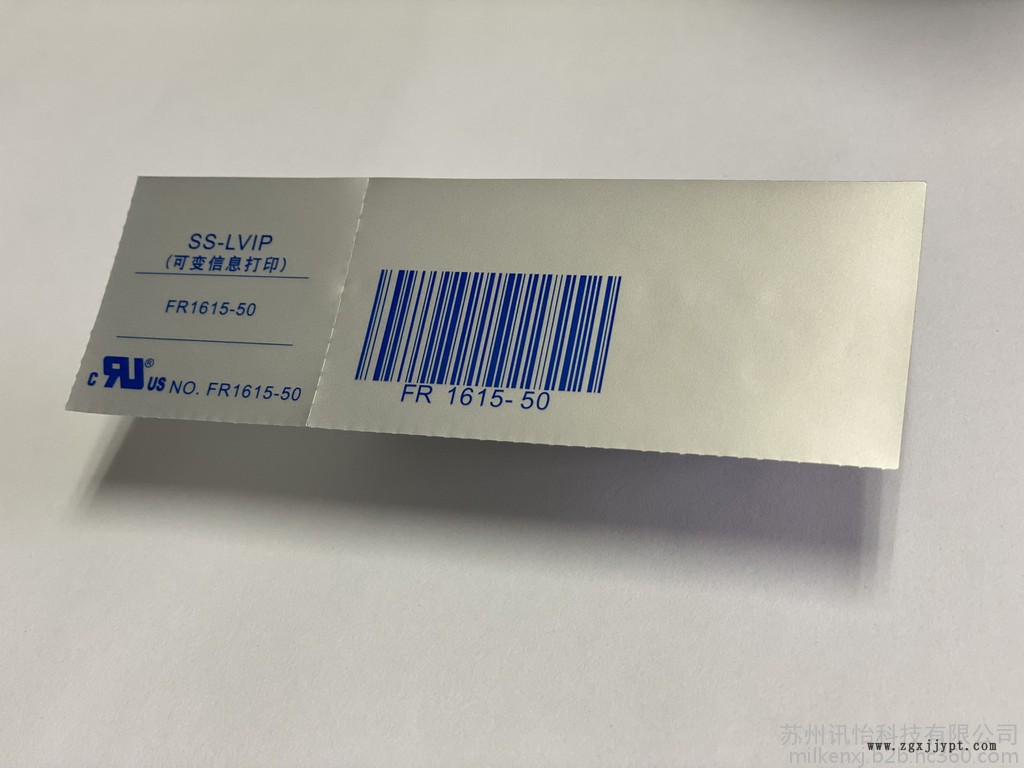 SS-LVIP
(可变信息打印)
FR1615-50
c RU® US NO. FR1615-50
FR 1615-50
苏州讯怡科技有限公司
www.zgxjjypt.com
milkenxj.b2b.hc360.com